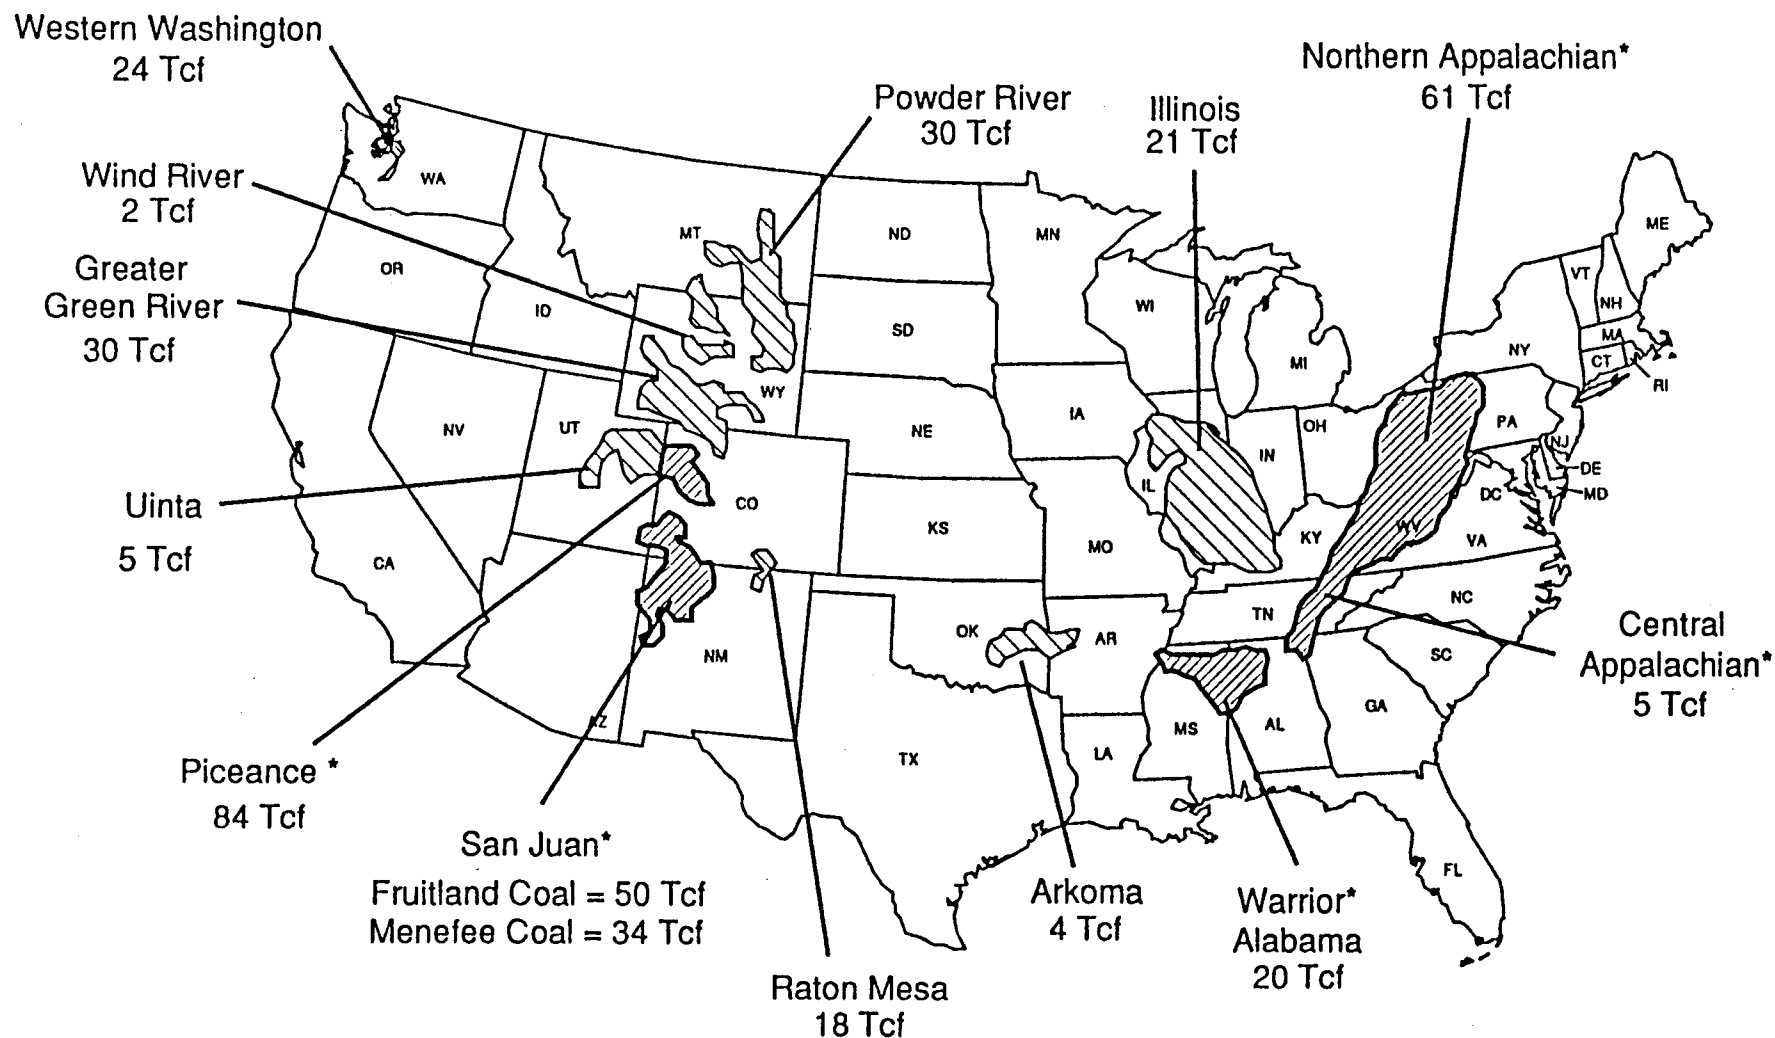 Western Washington
24 Tcf
Northern Appalachian*
61 Tcf
Powder River
30 Tcf
Illinois
21 Tcf
Wind River
2 Tcf
Greater
Green River
30 Tcf
Uinta
5 Tcf
Piceance *
84 Tcf
San Juan*
Fruitland Coal = 50 Tcf
Menefee Coal = 34 Tcf
Raton Mesa
18 Tcf
Arkoma
4 Tcf
Warrior*
Alabama
20 Tcf
Central
Appalachian*
5 Tcf
WA
MT
ND
MN
ME
OR
ID
SD
WI
VT
NH
MA
NY
CT
RI
MI
WY
NV
UT
NE
IA
IL
IN
OH
PA
NJ
DE
MD
DC
CO
KS
MO
KY
WV
VA
CA
AZ
NM
OK
AR
TN
NC
SC
TX
LA
MS
AL
GA
FL